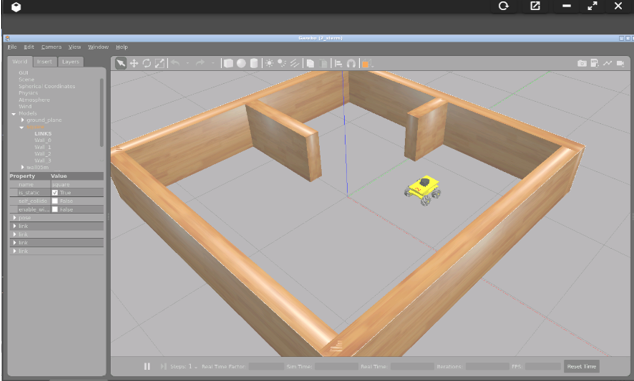 File Edit Camera View Window Help
World Insert Layers
GUI
Scene
Spherical Coordinates
Physics
Atmosphere
Wind
Models
ground_plane
LINKS
Wall_0
Wall_1
Wall_2
Wall_3
Property Value
name square
is_static True
self_collide False
enable_wi... False
pose
link
link
link
link
Steps: 1 Real Time Factor: Sim Time: Real Time: Iterations: FPS: Reset Time